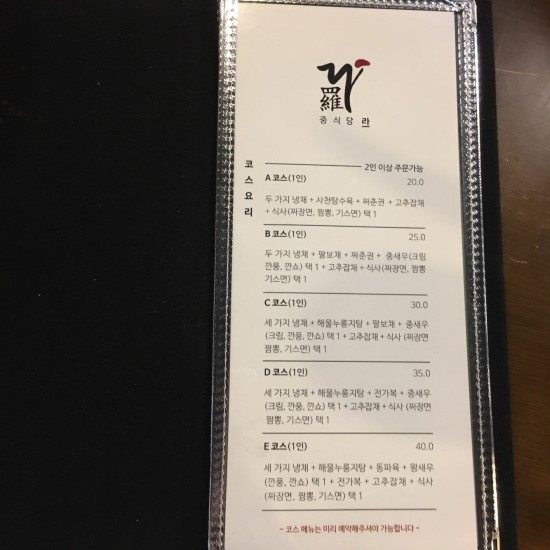 羅
중식당 라
코스요리
2인 이상 주문가능
A 코스(1인) 20.0
두 가지 냉채 + 사천탕수육 + 짜춘권 + 고추잡채
+ 식사(짜장면, 짬뽕, 기스면) 택 1
B 코스(1인) 25.0
두 가지 냉채 + 팔보채 + 짜춘권 + 중새우(크림
깐풍, 깐쇼) 택 1 + 고추잡채 + 식사(짜장면, 짬뽕
기스면) 택 1
C 코스(1인) 30.0
세 가지 냉채 + 해물누룽지탕 + 팔보채 + 중새우
(크림, 깐풍, 깐쇼) 택 1 + 고추잡채 + 식사 (짜장면
짬뽕, 기스면) 택 1
D 코스(1인) 35.0
세 가지 냉채 + 해물누룽지탕 + 전가복 + 중새우
(크림, 깐풍, 깐쇼) 택 1 + 고추잡채 + 식사 (짜장면
짬뽕, 기스면) 택 1
E 코스(1인) 40.0
세 가지 냉채 + 해물누룽지탕 + 동파육 + 왕새우
(깐풍, 깐쇼) 택 1 + 전가복 + 고추잡채 + 식사
(짜장면, 짬뽕, 기스면) 택 1
~ 코스 메뉴는 미리 예약해주셔야 가능합니다 ~